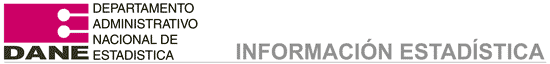 DEPARTAMENTO
ADMINISTRATIVO
NACIONAL DE
ESTADISTICA
DANE
INFORMACIÓN ESTADÍSTICA